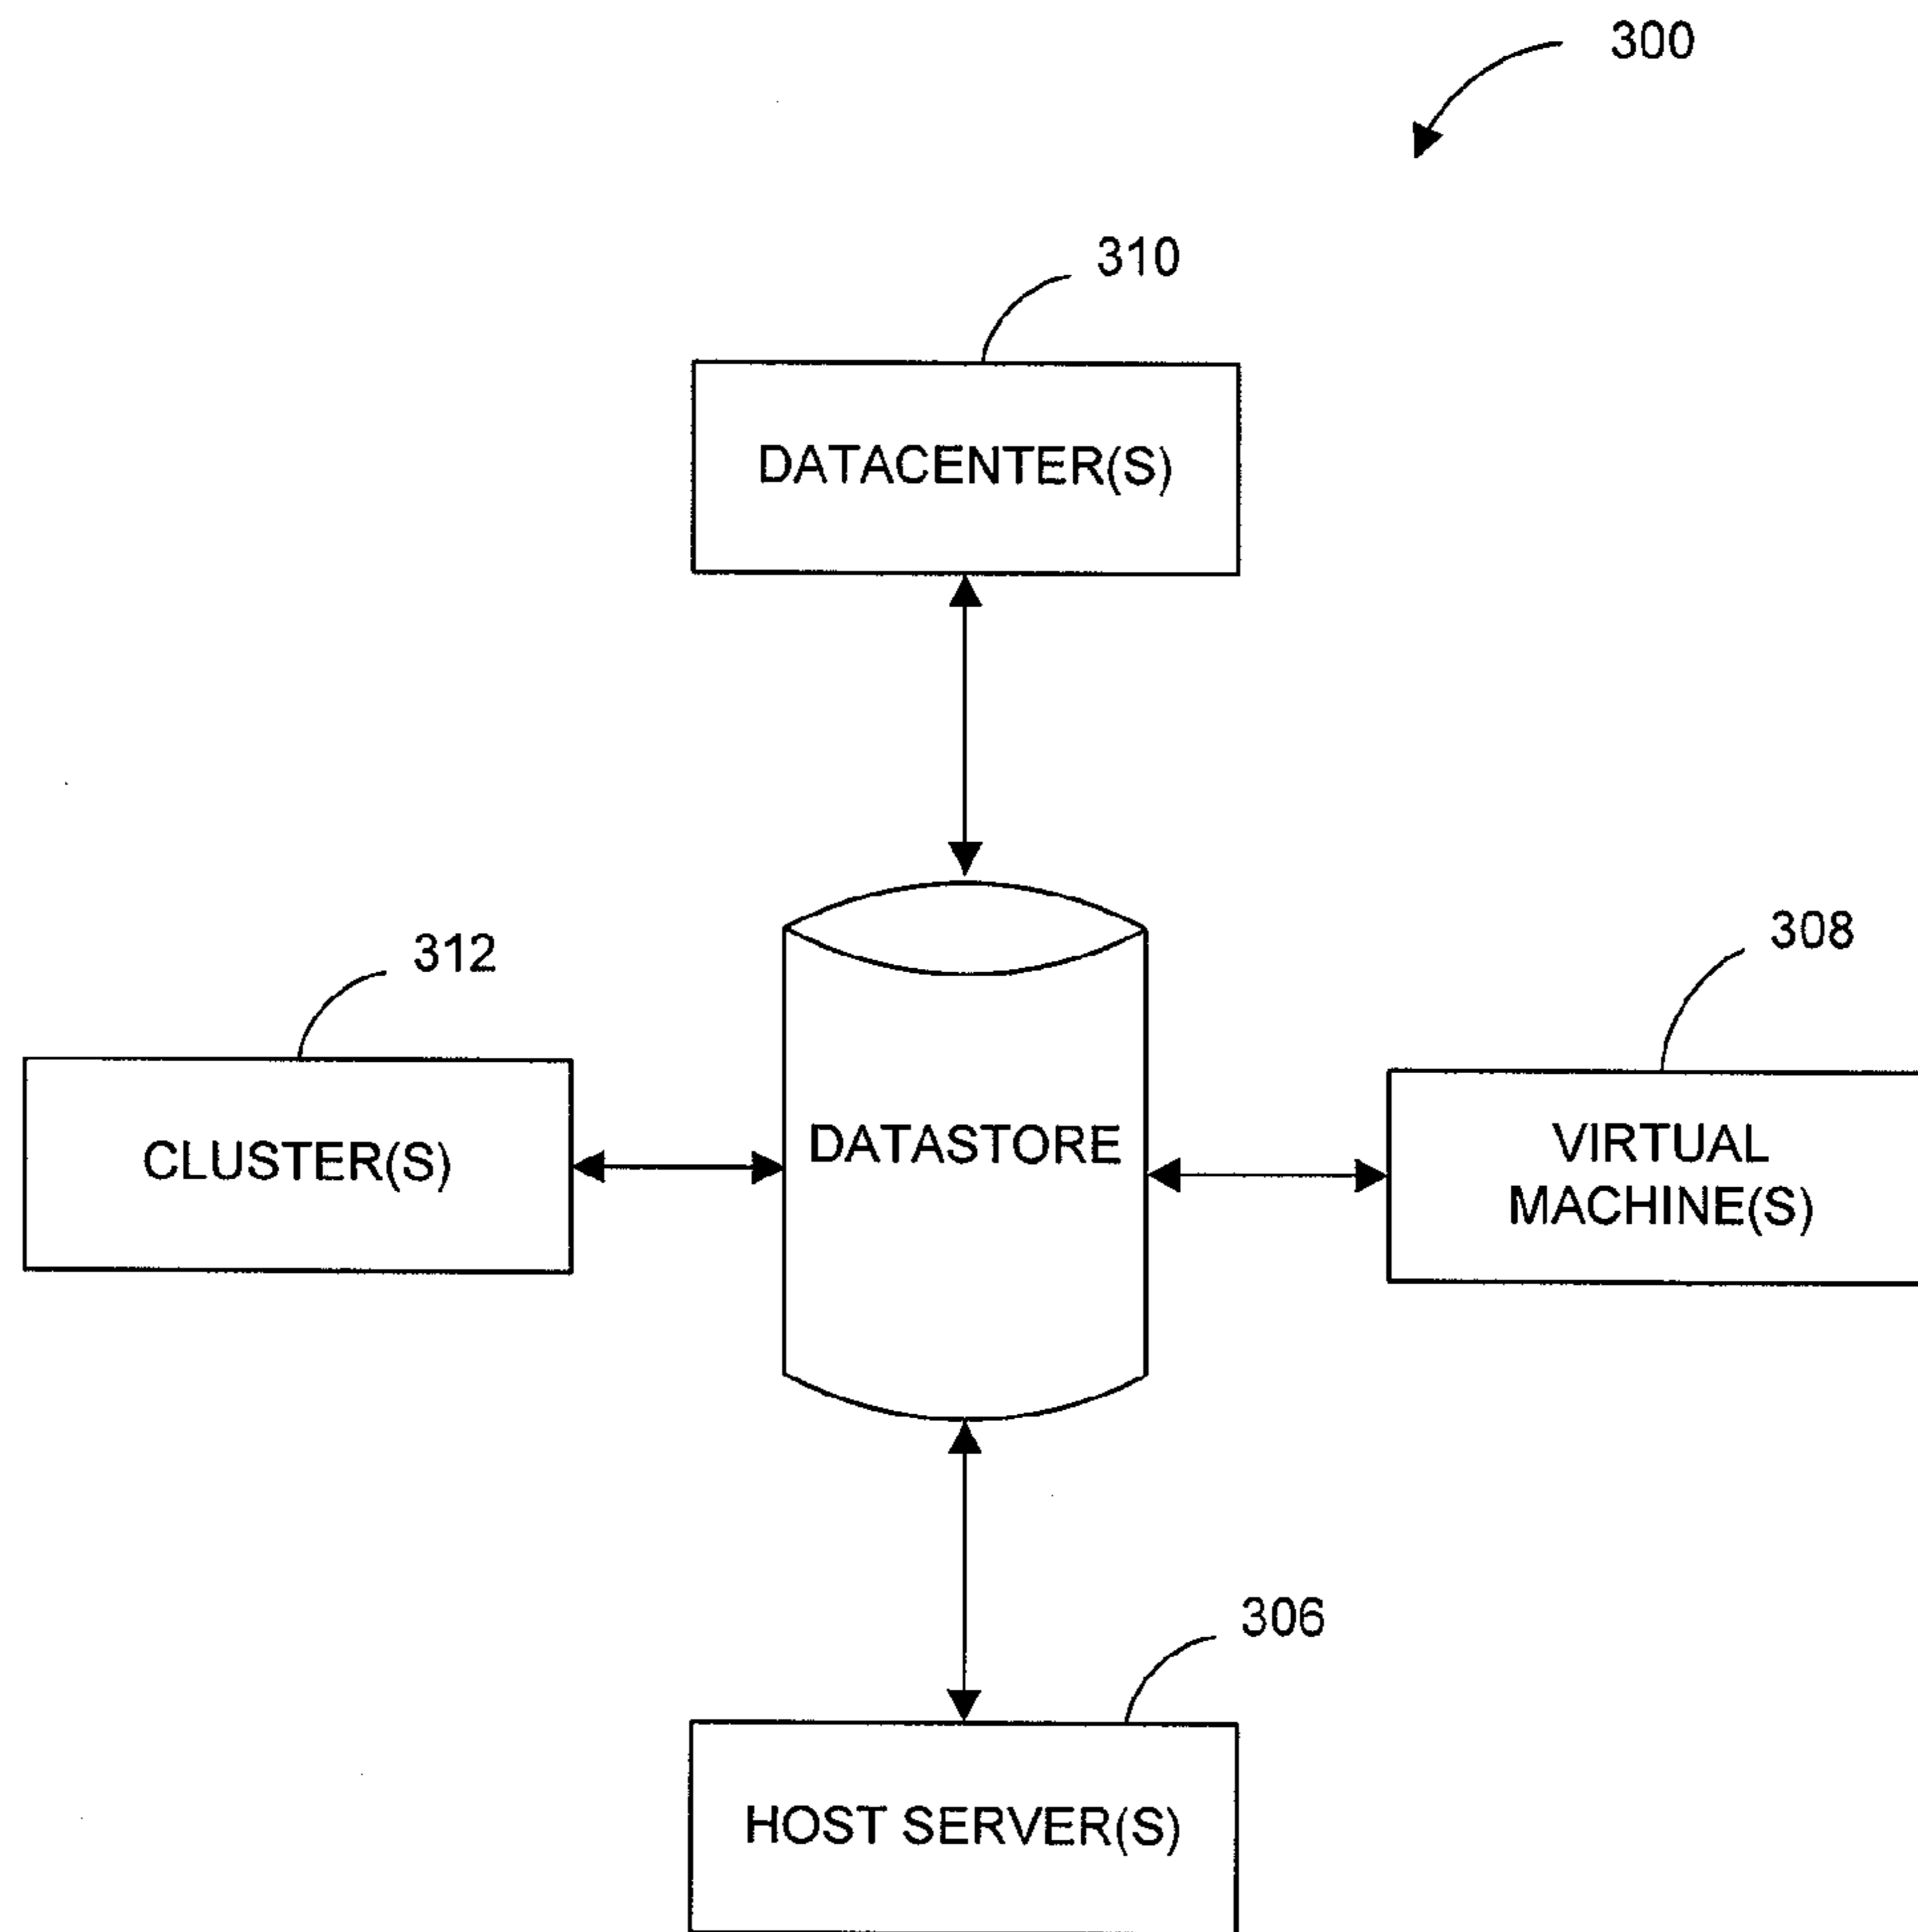 300
310
DATACENTER(S)
312
308
CLUSTER(S)
DATASTORE
VIRTUAL
MACHINE(S)
306
HOST SERVER(S)